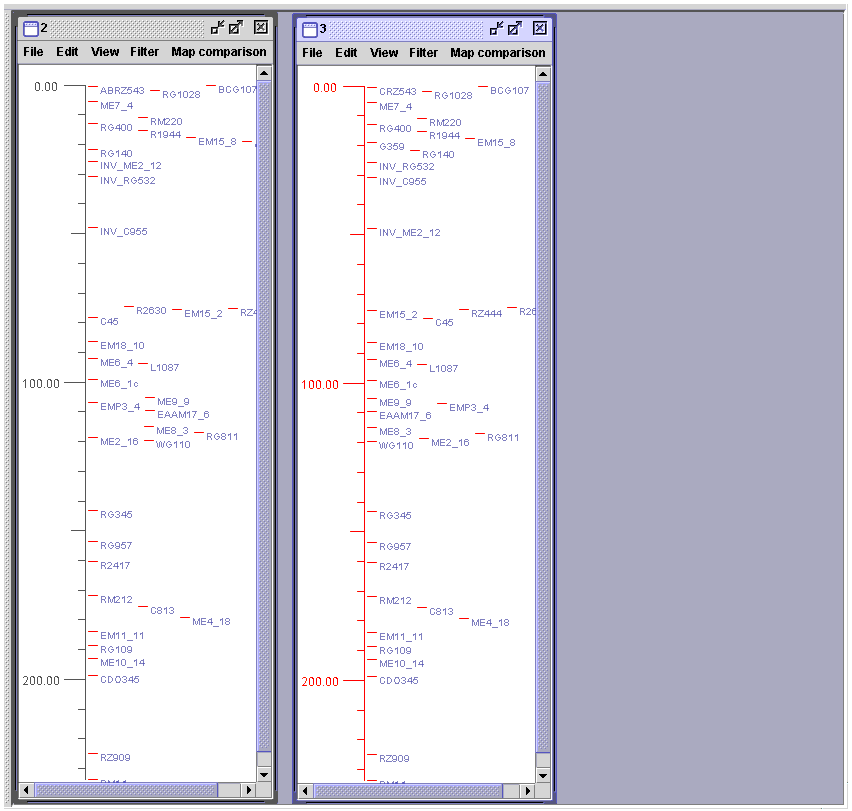 2
File Edit View Filter Map comparison
0.00
ABRZ543 RG1028 BCG107
ME7_4
RG400 RM220
R1944 EM15_8
RG140
INV_ME2_12
INV_RG532
INV_C955
R2630 EM15_2 RZ4
C45
EM18_10
ME6_4 L1087
100.00 ME6_1c
EMP3_4 ME9_9
EAAM17_6
ME8_3 RG811
ME2_16 WG110
RG345
RG957
R2417
RM212
C813 ME4_18
EM11_11
RG109
ME10_14
200.00 CDO345
RZ909
3
File Edit View Filter Map comparison
0.00
CRZ543 RG1028 BCG107
ME7_4
RG400 RM220
R1944 EM15_8
G359 RG140
INV_RG532
INV_C955
INV_ME2_12
EM15_2 C45 RZ444 R26
EM18_10
ME6_4 L1087
100.00 ME6_1c
ME9_9 EMP3_4
EAAM17_6
ME8_3 RG811
WG110 ME2_16
RG345
RG957
R2417
RM212
C813 ME4_18
EM11_11
RG109
ME10_14
200.00 CDO345
RZ909